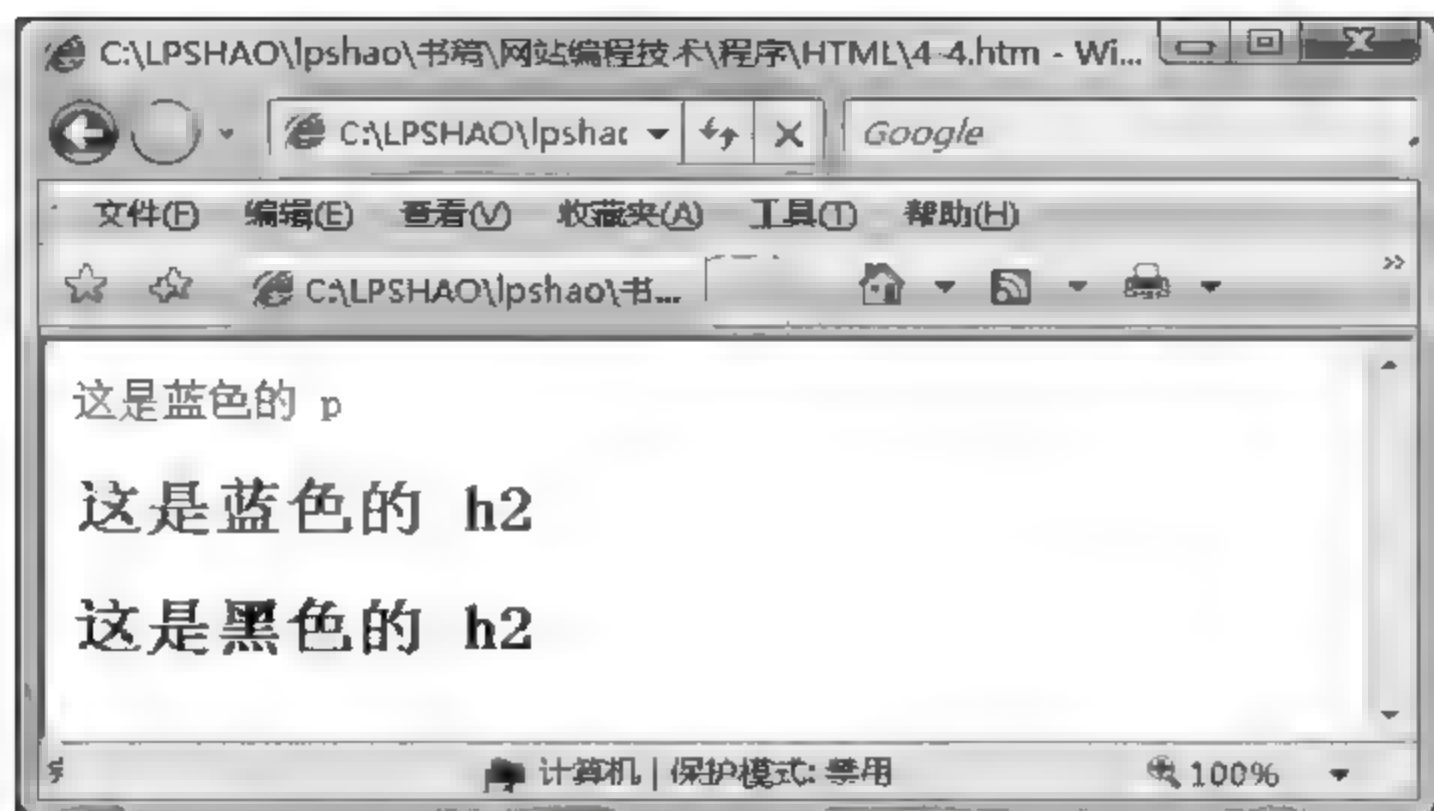 C:\LPSHAO\lpshao\书稿\网站编程技术\程序\HTML\4-4.htm - Wi...
C:\LPSHAO\lpshac
Google
文件(F) 编辑(E) 查看(V) 收藏夹(A) 工具(T) 帮助(H)
C:\LPSHAO\lpshao\书...
这是蓝色的 p
这是蓝色的 h2
这是黑色的 h2
计算机 | 保护模式: 禁用 100%